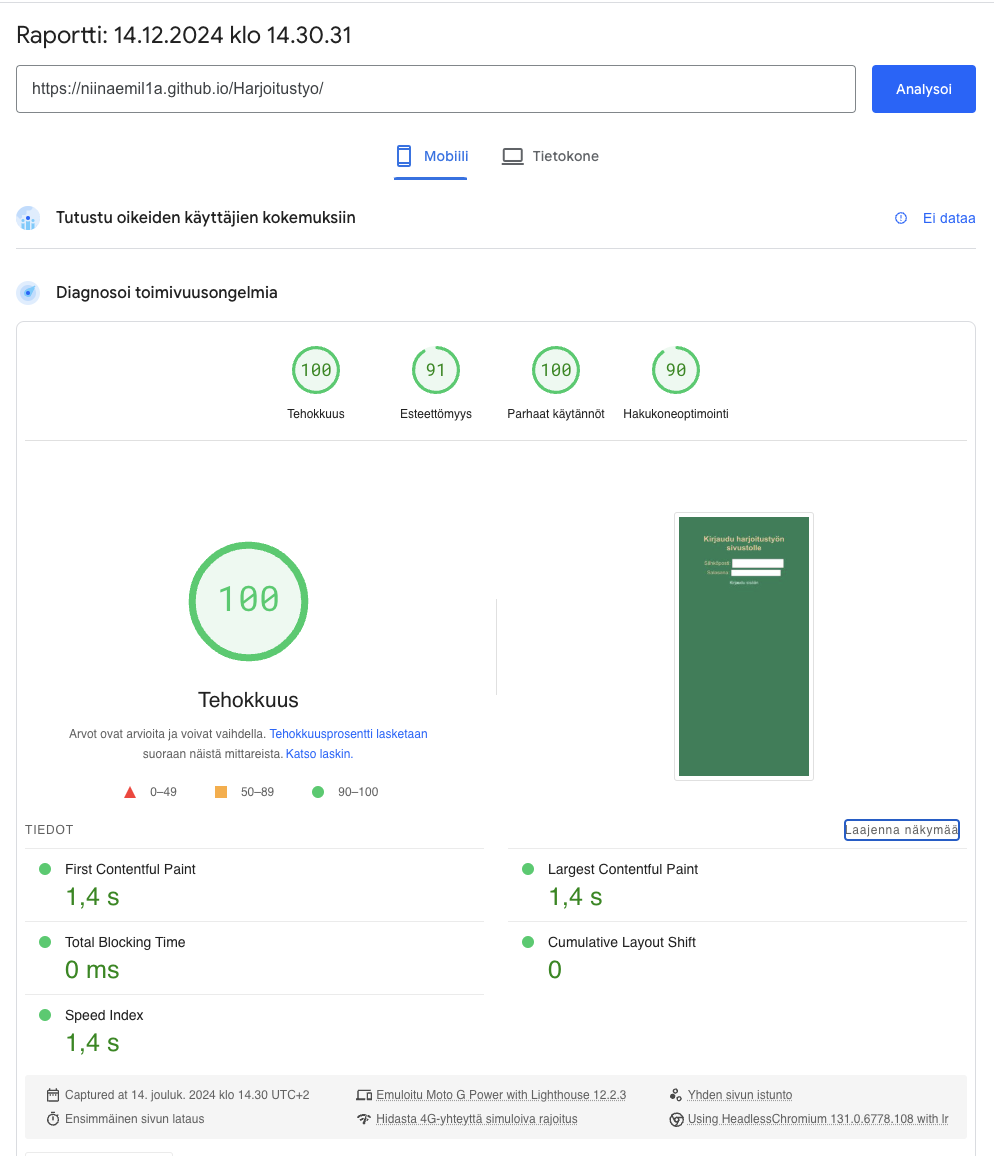 Raportti: 14.12.2024 klo 14.30.31
https://niinaemil1a.github.io/Harjoitustyo/
Analysoi
Mobiili
Tietokone
Tutustu oikeiden käyttäjien kokemuksiin
Ei dataa
Diagnosoi toimivuusongelmia
100
91
100
90
Tehokkuus
Esteettömyys
Parhaat käytännöt
Hakukoneoptimointi
100
Tehokkuus
Arvot ovat arvioita ja voivat vaihdella. Tehokkuusprosentti lasketaan
suoraan näistä mittareista. Katso laskin.
0–49
50–89
90–100
Kirjaudu harjoitustyön
sivustolle
Sähköposti
Kirjaudu sisään
TIEDOT
Laajenna näkymää
First Contentful Paint
1,4 s
Largest Contentful Paint
1,4 s
Total Blocking Time
0 ms
Cumulative Layout Shift
0
Speed Index
1,4 s
Captured at 14. jouluk. 2024 klo 14.30 UTC+2
Emuloitu Moto G Power with Lighthouse 12.2.3
Yhden sivun istunto
Ensimmäinen sivun lataus
Hidasta 4G-yhteyttä simuloiva rajoitus
Using HeadlessChromium 131.0.6778.108 with lr